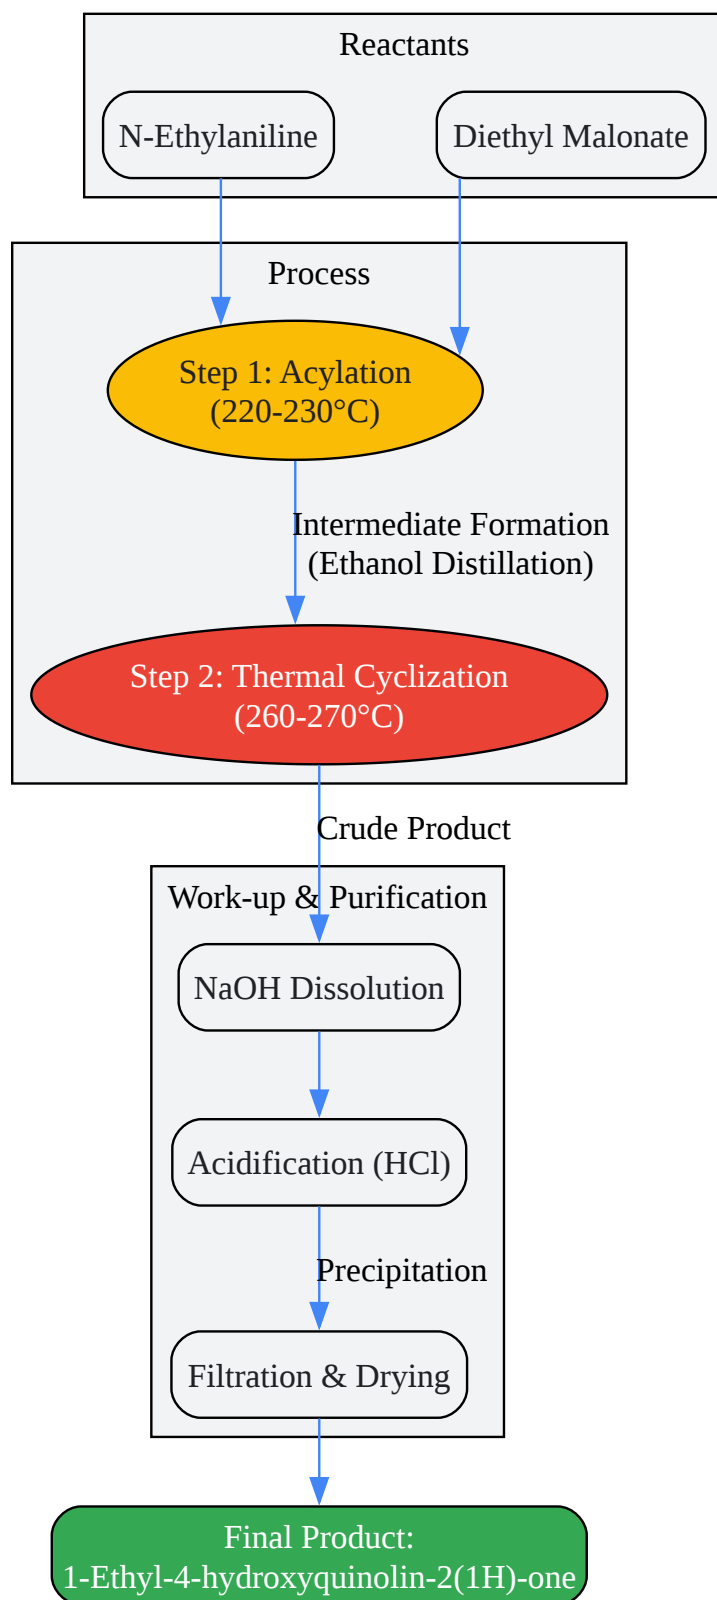 Reactants
N-Ethylaniline
Diethyl Malonate
Process
Step 1: Acylation
(220-230°C)
Intermediate Formation
(Ethanol Distillation)
Step 2: Thermal Cyclization
(260-270°C)
Crude Product
Work-up & Purification
NaOH Dissolution
Acidification (HCl)
Precipitation
Filtration & Drying
Final Product:
1-Ethyl-4-hydroxyquinolin-2(1H)-one